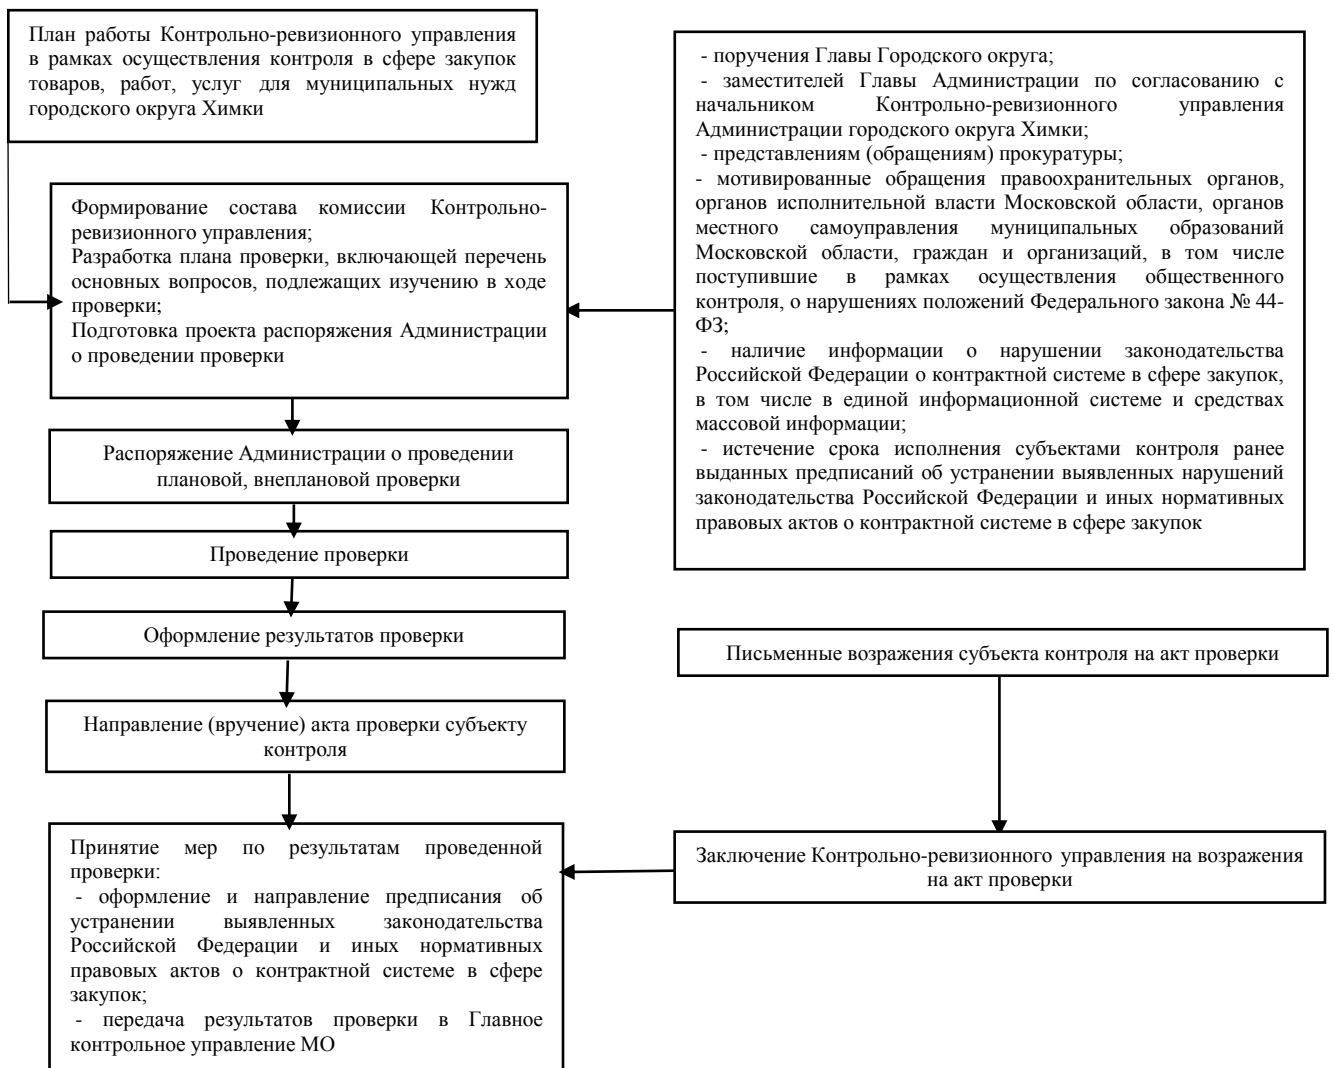 План работы Контрольно-ревизионного управления
в рамках осуществления контроля в сфере закупок
товаров, работ, услуг для муниципальных нужд
городского округа Химки
- поручения Главы Городского округа;
- заместителей Главы Администрации по согласованию с
начальником Контрольно-ревизионного управления
Администрации городского округа Химки;
- представлениям (обращениям) прокуратуры;
- мотивированные обращения правоохранительных органов,
органов исполнительной власти Московской области, органов
местного самоуправления муниципальных образований
Московской области, граждан и организаций, в том числе
поступившие в рамках осуществления общественного
контроля, о нарушениях положений Федерального закона № 44-
ФЗ;
- наличие информации о нарушении законодательства
Российской Федерации о контрактной системе в сфере закупок,
в том числе в единой информационной системе и средствах
массовой информации;
- истечение срока исполнения субъектами контроля ранее
выданных предписаний об устранении выявленных нарушений
законодательства Российской Федерации и иных нормативных
правовых актов о контрактной системе в сфере закупок
Формирование состава комиссии Контрольно-
ревизионного управления;
Разработка плана проверки, включающей перечень
основных вопросов, подлежащих изучению в ходе
проверки;
Подготовка проекта распоряжения Администрации
о проведении проверки
Распоряжение Администрации о проведении
плановой, внеплановой проверки
Проведение проверки
Оформление результатов проверки
Направление (вручение) акта проверки субъекту
контроля
Письменные возражения субъекта контроля на акт проверки
Заключение Контрольно-ревизионного управления на возражения
на акт проверки
Принятие мер по результатам проведенной
проверки:
- оформление и направление предписания об
устранении выявленных законодательства
Российской Федерации и иных нормативных
правовых актов о контрактной системе в сфере
закупок;
- передача результатов проверки в Главное
контрольное управление МО